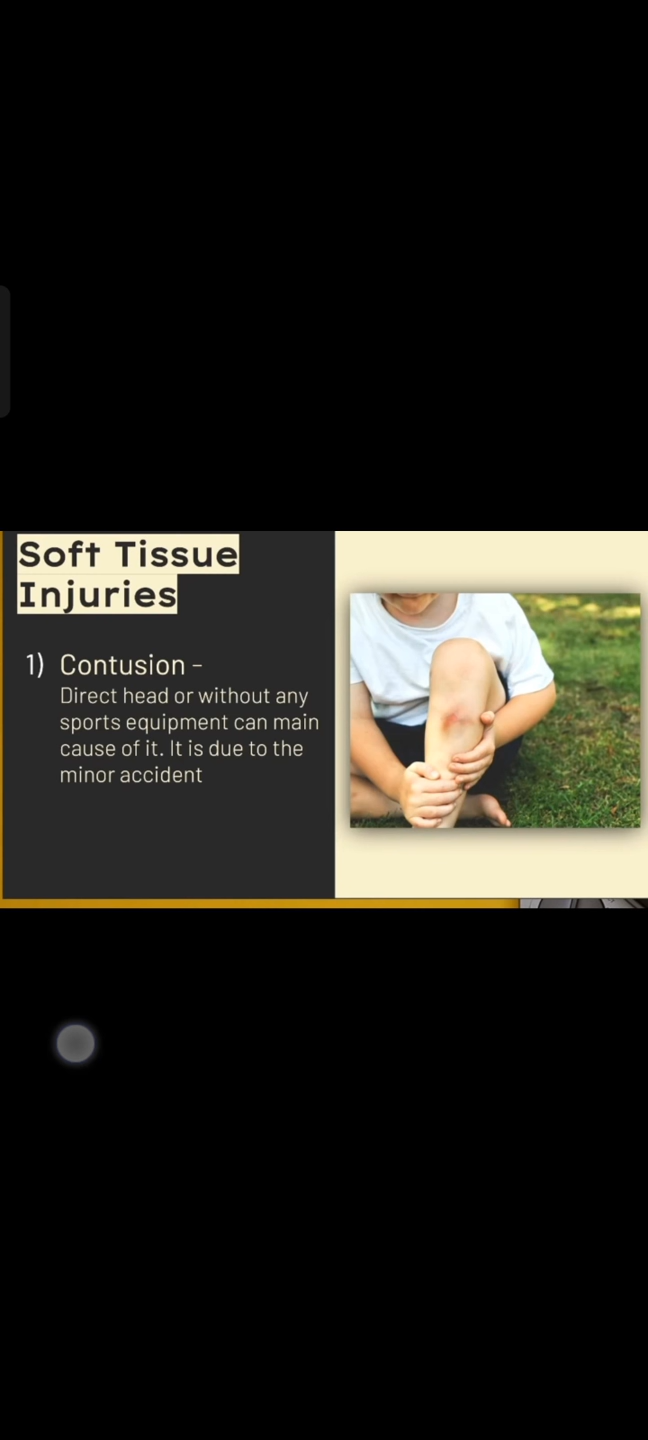 Soft Tissue
Injuries
1) Contusion –
Direct head or without any
sports equipment can main
cause of it. It is due to the
minor accident